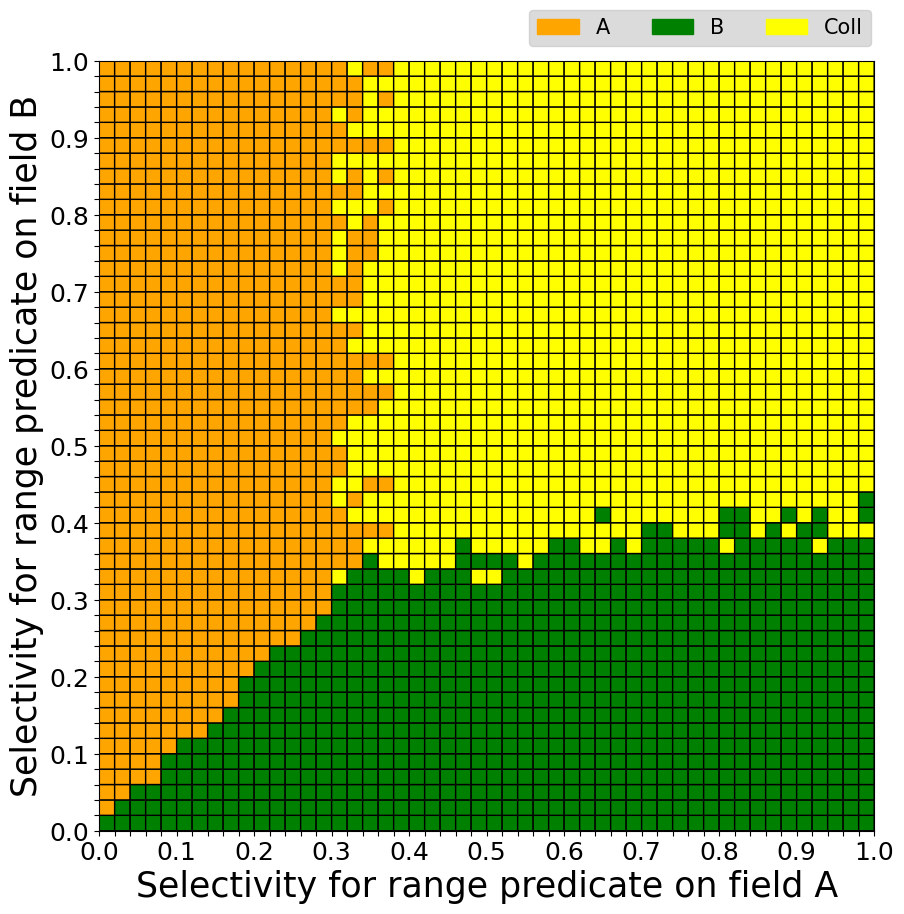 A B Coll
Selectivity for range predicate on field B
1.0
0.9
0.8
0.7
0.6
0.5
0.4
0.3
0.2
0.1
0.0
0.0 0.1 0.2 0.3 0.4 0.5 0.6 0.7 0.8 0.9 1.0
Selectivity for range predicate on field A